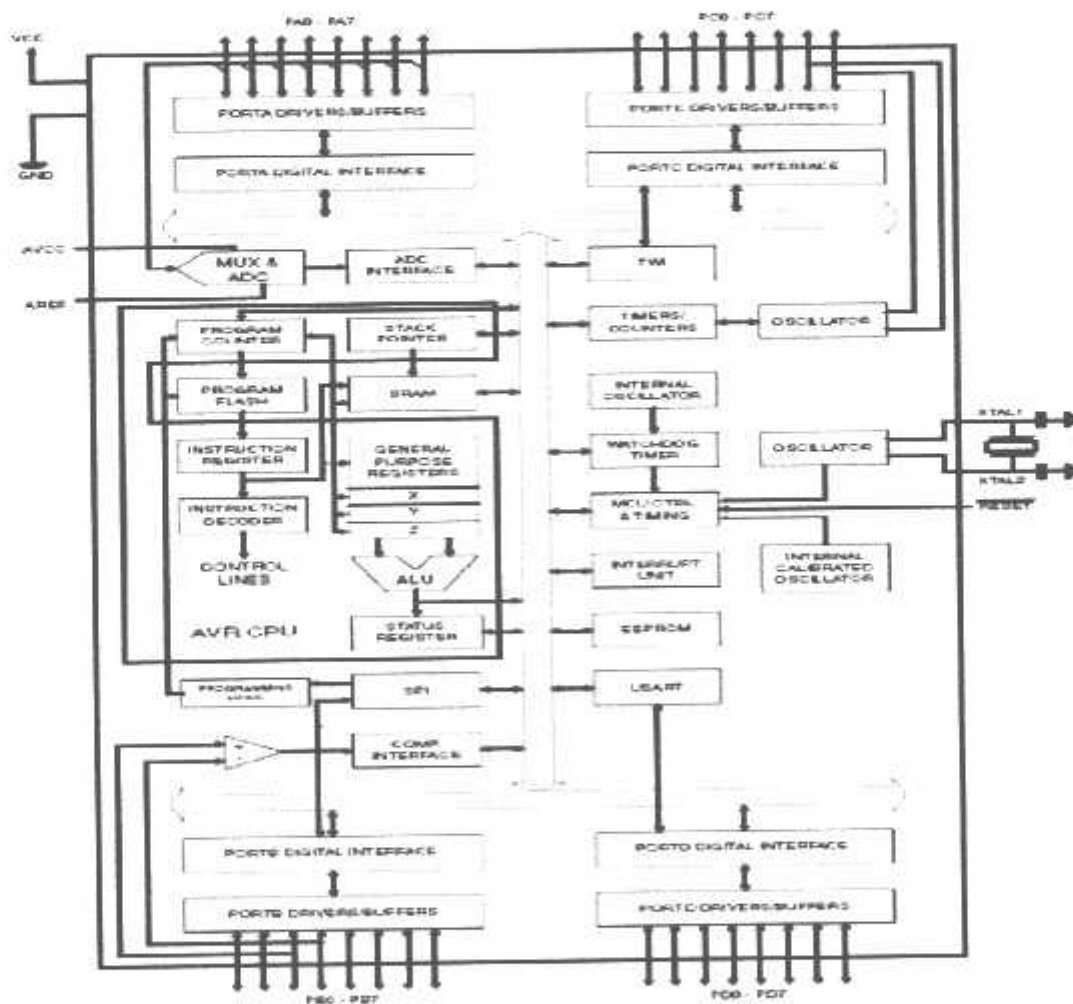 PA0 - PA7
PC0 - PC7
VCC
PORTA DRIVERS/BUFFERS
PORTC DRIVERS/BUFFERS
GND
PORTA DIGITAL INTERFACE
PORTC DIGITAL INTERFACE
AVCC
MUX &
ADC
ADC
INTERFACE
TWI
AREF
PROGRAM
COUNTER
STACK
POINTER
TIMERS/
COUNTERS
OSCILLATOR
PROGRAM
FLASH
SRAM
INTERNAL
OSCILLATOR
XTAL1
INSTRUCTION
REGISTER
GENERAL
PURPOSE
REGISTERS
WATCHDOG
TIMER
OSCILLATOR
XTAL2
X
Y
Z
INSTRUCTION
DECODER
MCU CTRL
& TIMING
RESET
CONTROL
LINES
ALU
INTERRUPT
UNIT
INTERNAL
CALIBRATED
OSCILLATOR
AVR CPU
STATUS
REGISTER
EEPROM
PROGRAMMING
LOGIC
SPI
USART
+
-
COMP.
INTERFACE
PORTB DIGITAL INTERFACE
PORTD DIGITAL INTERFACE
PORTB DRIVERS/BUFFERS
PORTD DRIVERS/BUFFERS
PB0 - PB7
PD0 - PD7